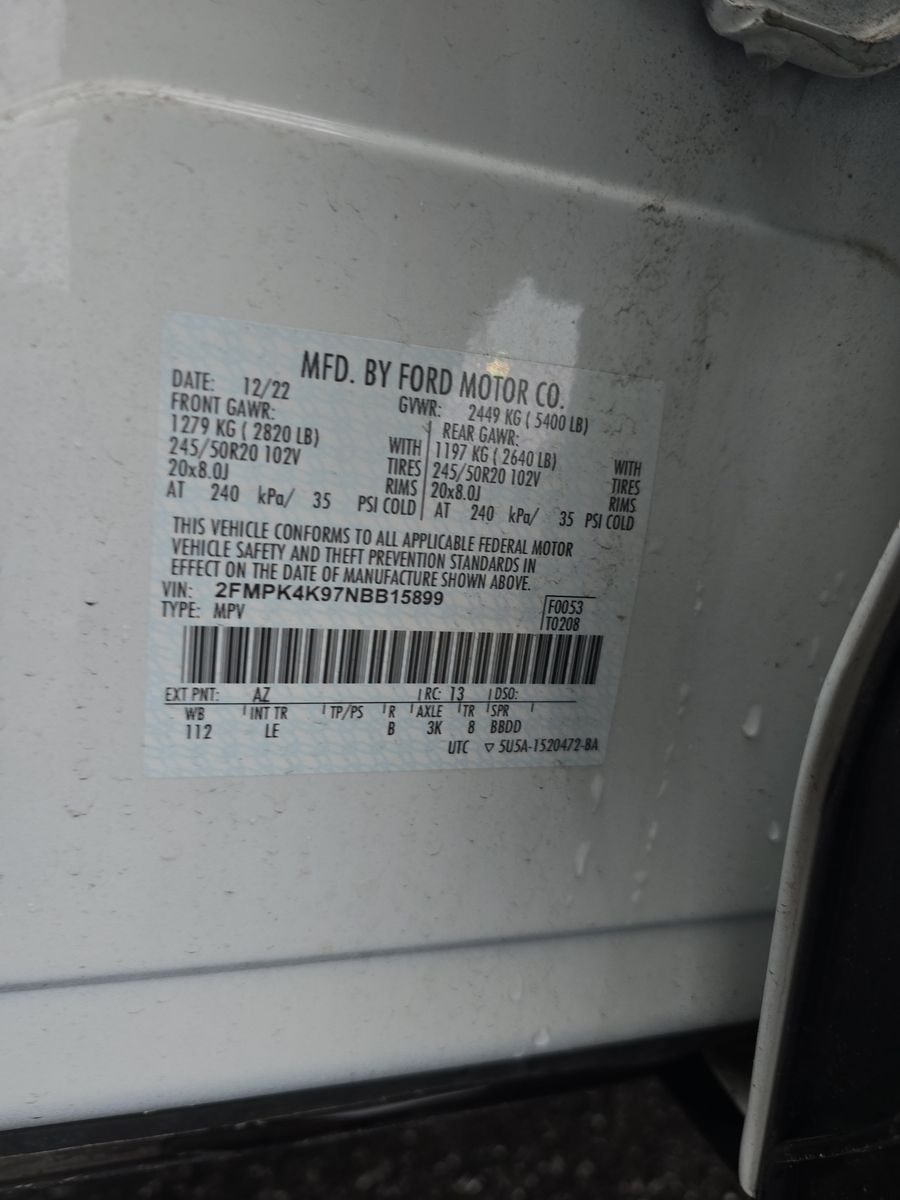 MFD. BY FORD MOTOR CO.
DATE: 12/22 GVWR: 2449 KG ( 5400 LB)
FRONT GAWR: REAR GAWR:
1279 KG ( 2820 LB) WITH 1197 KG ( 2640 LB) WITH
245/50R20 102V TIRES 245/50R20 102V TIRES
20x8.0J RIMS 20x8.0J RIMS
AT 240 kPa/ 35 PSI COLD AT 240 kPa/ 35 PSI COLD
THIS VEHICLE CONFORMS TO ALL APPLICABLE FEDERAL MOTOR
VEHICLE SAFETY AND THEFT PREVENTION STANDARDS IN
EFFECT ON THE DATE OF MANUFACTURE SHOWN ABOVE.
VIN: 2FMPK4K97NBB15899 F0053
TYPE: MPV T0208
EXT PNT: AZ RC: 13 DSO:
WB INT TR TP/PS R AXLE TR SPR
112 LE B 3K 8 BBDD
UTC ▽ 5U5A-1520472-BA